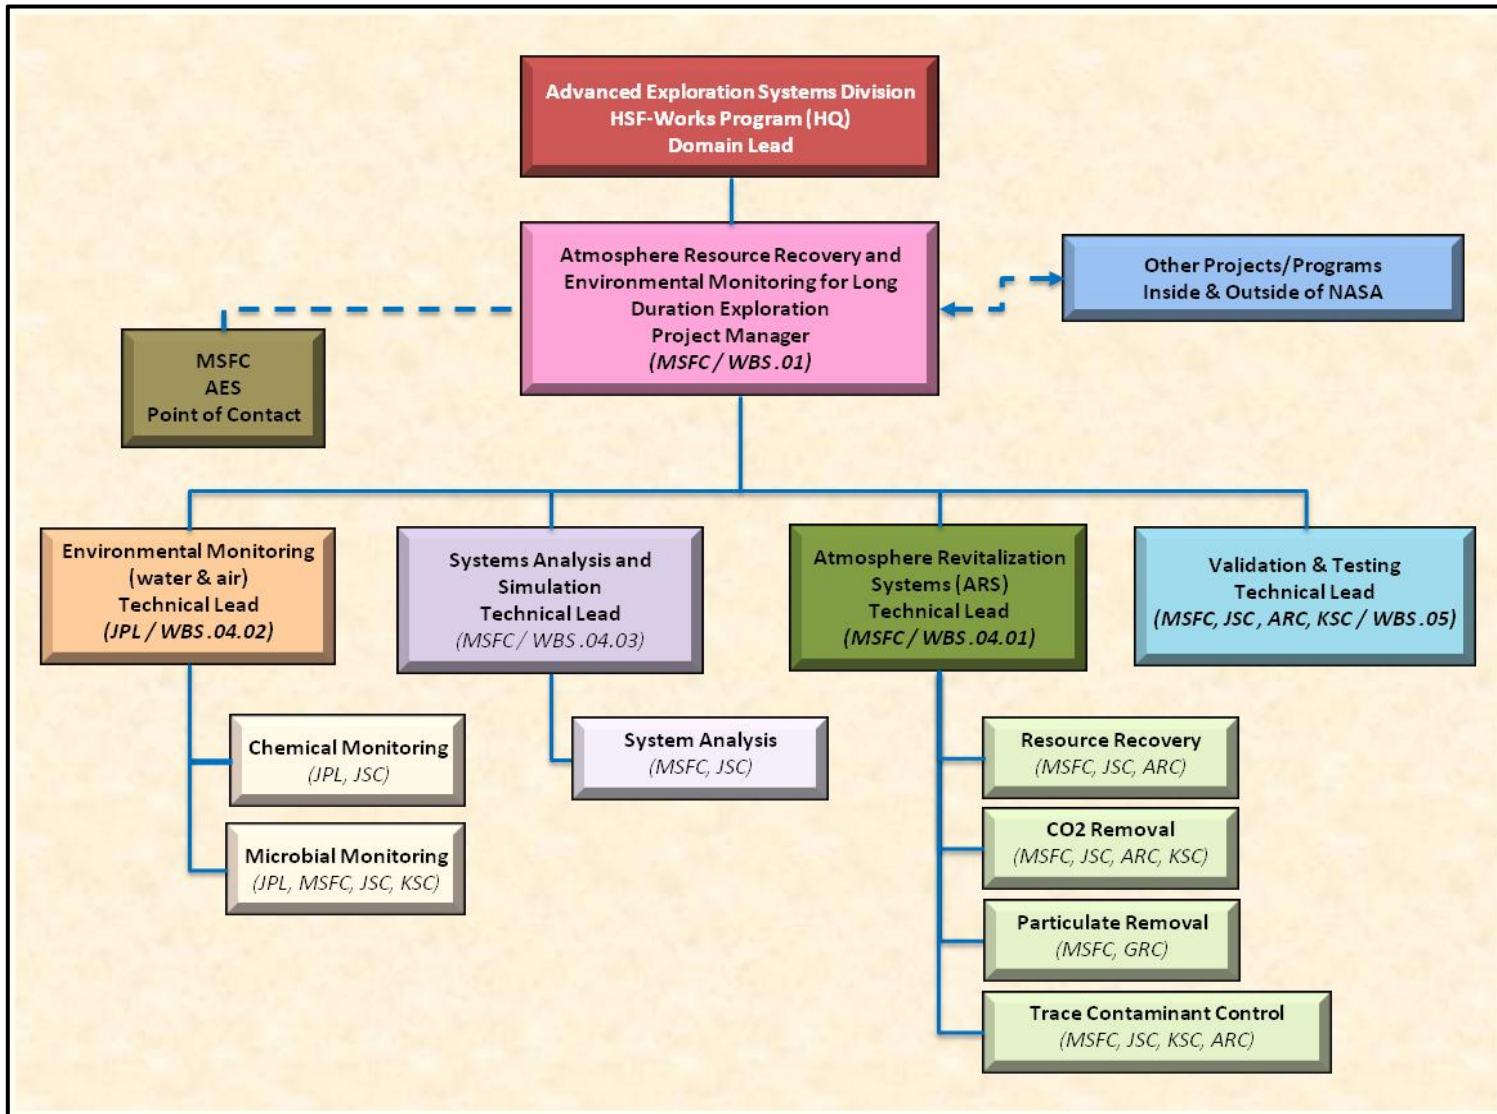 Advanced Exploration Systems Division
HSF-Works Program (HQ)
Domain Lead
Atmosphere Resource Recovery and
Environmental Monitoring for Long
Duration Exploration
Project Manager
(MSFC / WBS .01)
Other Projects/Programs
Inside & Outside of NASA
MSFC
AES
Point of Contact
Environmental Monitoring
(water & air)
Technical Lead
(JPL / WBS .04.02)
Systems Analysis and
Simulation
Technical Lead
(MSFC / WBS .04.03)
Atmosphere Revitalization
Systems (ARS)
Technical Lead
(MSFC / WBS .04.01)
Validation & Testing
Technical Lead
(MSFC, JSC , ARC, KSC / WBS .05)
Chemical Monitoring
(JPL, JSC)
Microbial Monitoring
(JPL, MSFC, JSC, KSC)
System Analysis
(MSFC, JSC)
Resource Recovery
(MSFC, JSC, ARC)
CO2 Removal
(MSFC, JSC, ARC, KSC)
Particulate Removal
(MSFC, GRC)
Trace Contaminant Control
(MSFC, JSC, KSC, ARC)